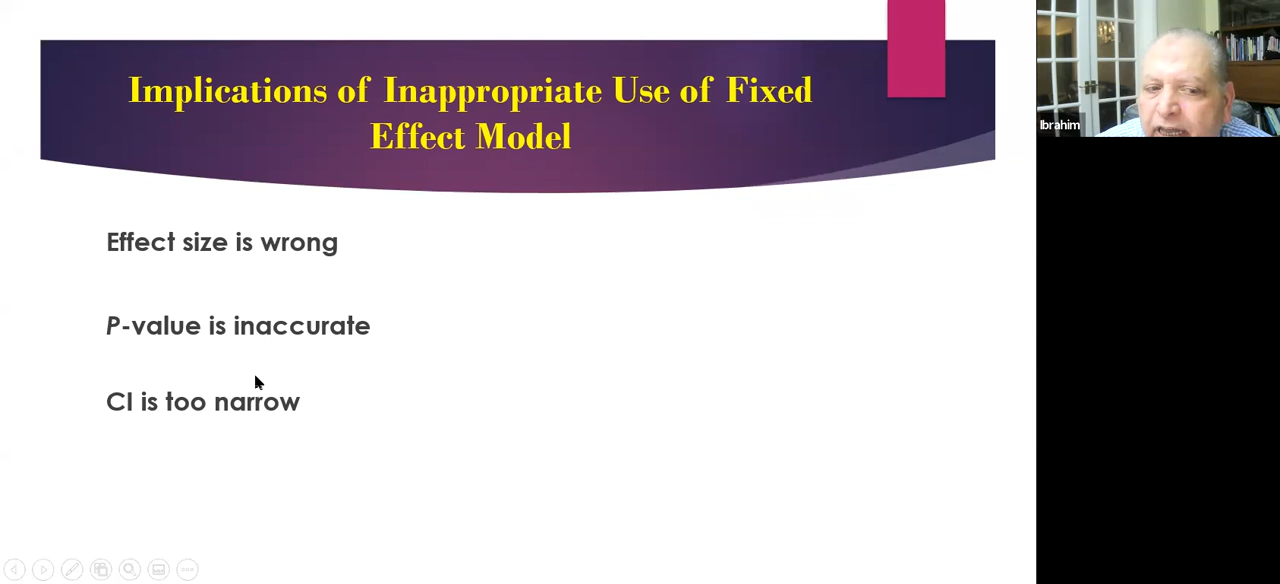 Implications of Inappropriate Use of Fixed
Effect Model
Ibrahim
Effect size is wrong
P-value is inaccurate
CI is too narrow